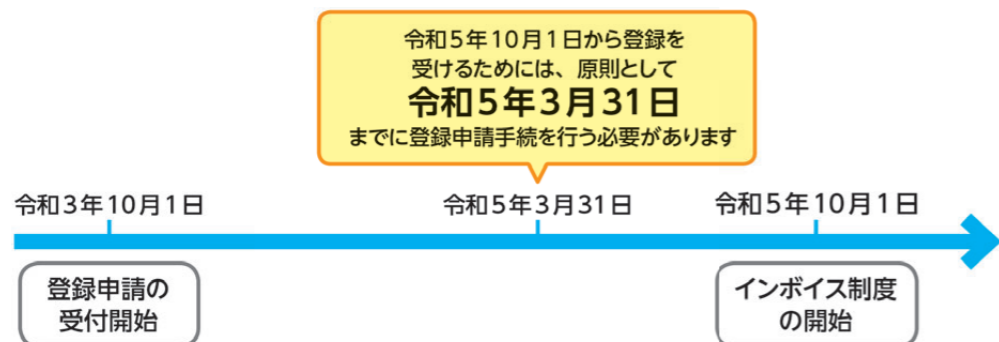 令和5年10月1日から登録を
受けるためには、原則として
令和5年3月31日
までに登録申請手続を行う必要があります
令和3年10月1日
令和5年3月31日
令和5年10月1日
登録申請の
受付開始
インボイス制度
の開始